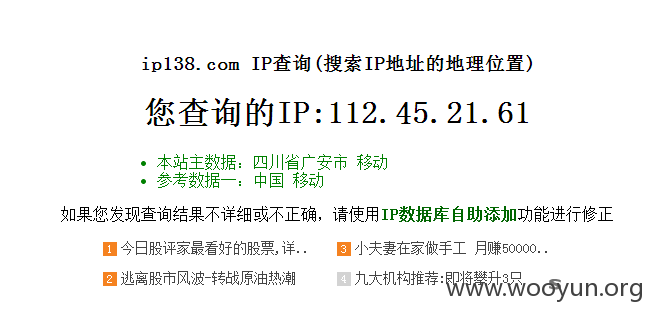 ip138.com IP查询(搜索IP地址的地理位置)
您查询的IP:112.45.21.61
本站主数据：四川省广安市 移动
参考数据一：中国 移动
如果您发现查询结果不详细或不正确，请使用IP数据库自助添加功能进行修正
1 今日股评家最看好的股票,详..
3 小夫妻在家做手工 月赚50000..
2 逃离股市风波-转战原油热潮
4 九大机构推荐:即将攀升3只
www.wooyun.org